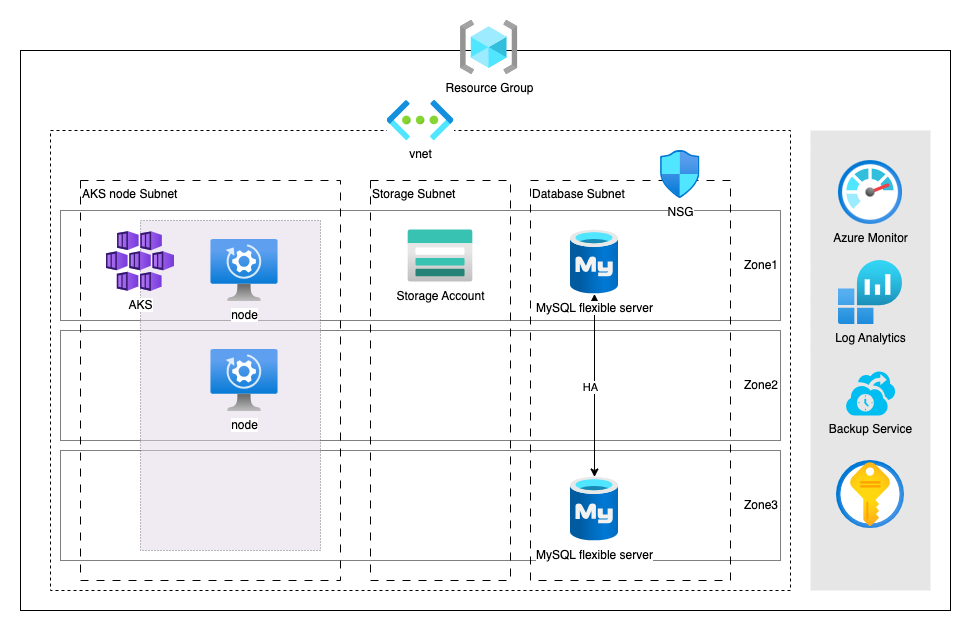 Resource Group
vnet
AKS node Subnet
Storage Subnet
Database Subnet
NSG
Azure Monitor
Zone1
AKS
node
Storage Account
MySQL flexible server
Log Analytics
Zone2
HA
node
Backup Service
Zone3
My
My
MySQL flexible server